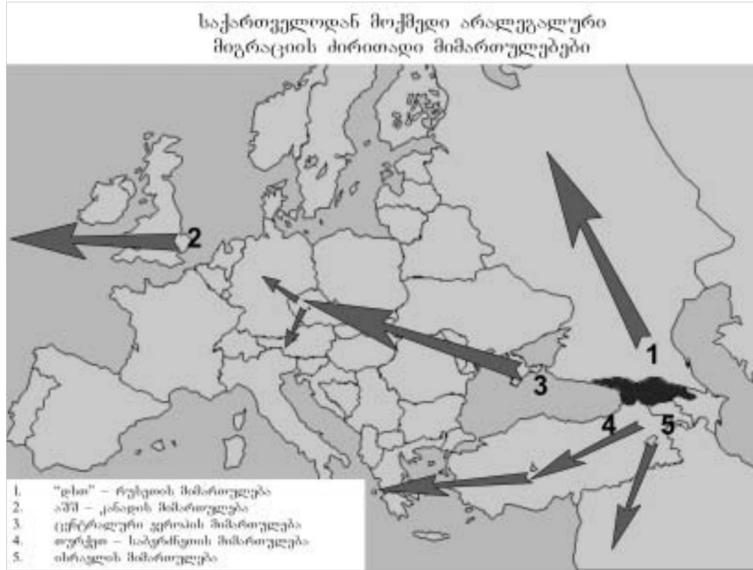 საქართველოდან მოქმედი არალეგალური
მიგრაციის ძირითადი მიმართულებები
2
1
3
4
5
1. "დსთ" – რუსეთის მიმართულება
2. აშშ – კანადის მიმართულება
3. ცენტრალური ევროპის მიმართულება
4. თურქეთ – საბერძნეთის მიმართულება
5. ისრაელის მიმართულება